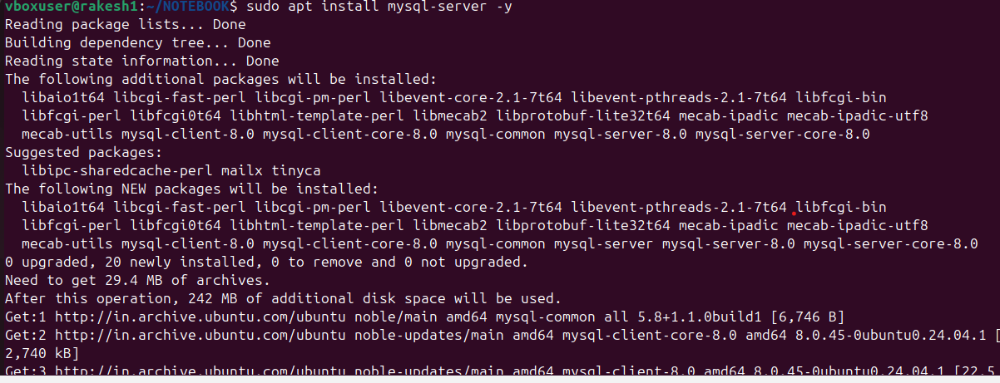 vboxuser@rakesh1:~/NOTEBOOK$ sudo apt install mysql-server -y
Reading package lists... Done
Building dependency tree... Done
Reading state information... Done
The following additional packages will be installed:
  libaio1t64 libcgi-fast-perl libcgi-pm-perl libevent-core-2.1-7t64 libevent-pthreads-2.1-7t64 libfcgi-bin
  libfcgi-perl libfcgi0t64 libhtml-template-perl libmecab2 libprotobuf-lite32t64 mecab-ipadic mecab-ipadic-utf8
  mecab-utils mysql-client-8.0 mysql-client-core-8.0 mysql-common mysql-server-8.0 mysql-server-core-8.0
Suggested packages:
  libipc-sharedcache-perl mailx tinyca
The following NEW packages will be installed:
  libaio1t64 libcgi-fast-perl libcgi-pm-perl libevent-core-2.1-7t64 libevent-pthreads-2.1-7t64 libfcgi-bin
  libfcgi-perl libfcgi0t64 libhtml-template-perl libmecab2 libprotobuf-lite32t64 mecab-ipadic mecab-ipadic-utf8
  mecab-utils mysql-client-8.0 mysql-client-core-8.0 mysql-common mysql-server mysql-server-8.0 mysql-server-core-8.0
0 upgraded, 20 newly installed, 0 to remove and 0 not upgraded.
Need to get 29.4 MB of archives.
After this operation, 242 MB of additional disk space will be used.
Get:1 http://in.archive.ubuntu.com/ubuntu noble/main amd64 mysql-common all 5.8+1.1.0build1 [6,746 B]
Get:2 http://in.archive.ubuntu.com/ubuntu noble-updates/main amd64 mysql-client-core-8.0 amd64 8.0.45-0ubuntu0.24.04.1 [
2,740 kB]
Get:3 http://in.archive.ubuntu.com/ubuntu noble-updates/main amd64 mysql-client-8.0 amd64 8.0.45-0ubuntu0.24.04.1 [22.5